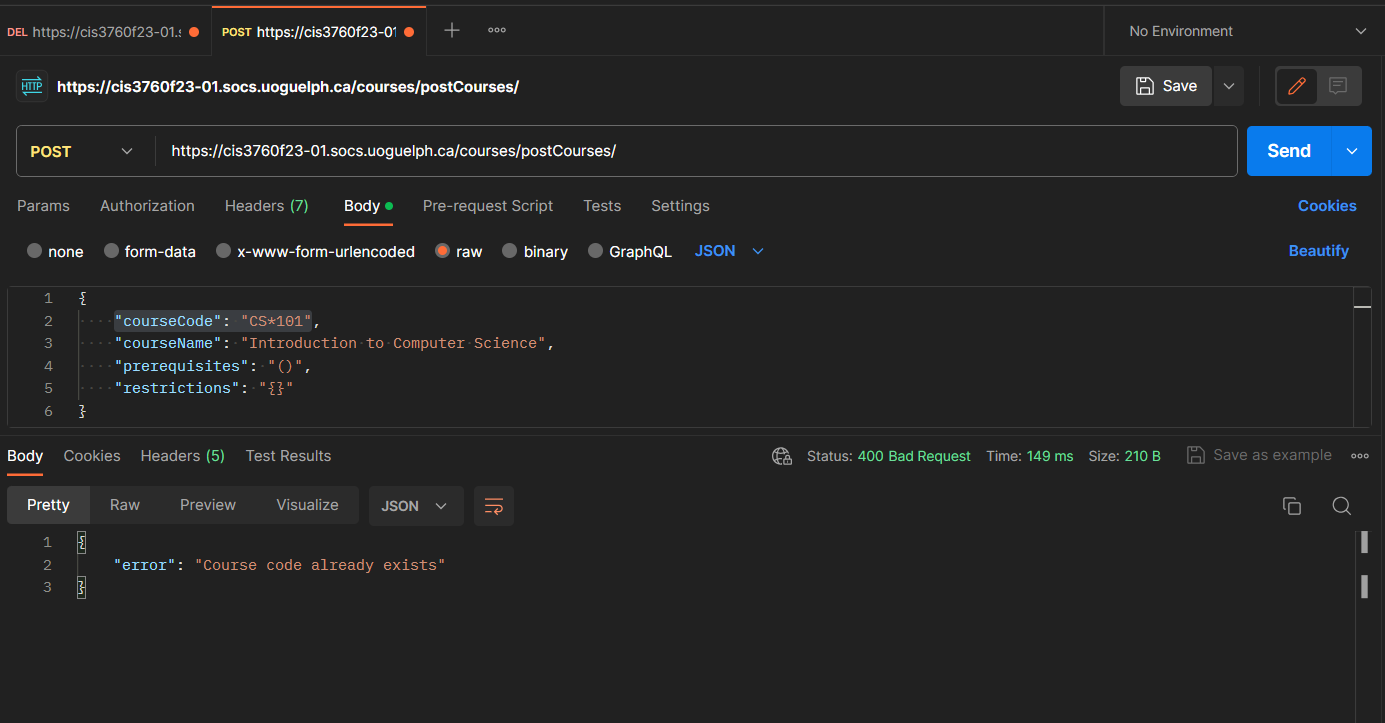 DEL https://cis3760f23-01.s
POST https://cis3760f23-01
No Environment
HTTP https://cis3760f23-01.socs.uoguelph.ca/courses/postCourses/
Save
POST https://cis3760f23-01.socs.uoguelph.ca/courses/postCourses/ Send
Params Authorization Headers (7) Body Pre-request Script Tests Settings Cookies
none form-data x-www-form-urlencoded raw binary GraphQL JSON Beautify
1 {
2 "courseCode": "CS*101",
3 "courseName": "Introduction to Computer Science",
4 "prerequisites": "()",
5 "restrictions": "{}"
6 }
Body Cookies Headers (5) Test Results Status: 400 Bad Request Time: 149 ms Size: 210 B Save as example
Pretty Raw Preview Visualize JSON
1 {
2 "error": "Course code already exists"
3 }